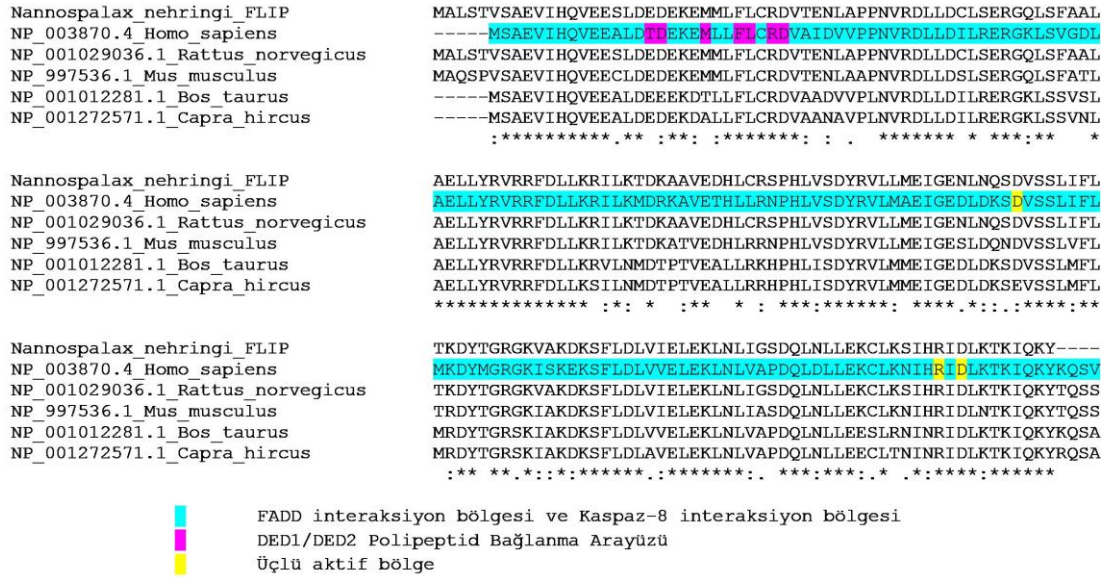 Nannospalax_nehringi_FLIP MALSTVSAEVIHQVEESLDEDEKEMMLFLCRDVTENLAPPNVRDLLDCLSERGQLSFAAL
NP_003870.4_Homo_sapiens -----MSAEVIHQVEEALDTDEKEMLLFLCRDVAIDVVPPNVRDLLDILRERGKLSVGDL
NP_001029036.1_Rattus_norvegicus MALSTVSAEVIHQVEESLDEDEKEMMLFLCRDVTENLAPPNVRDLLDCLSERGQLSFAAL
NP_997536.1_Mus_musculus MAQSPVSAEVIHQVEECLDEDEKEMMLFLCRDVTENLAAPNVRDLLDSLSERGQLSFATL
NP_001012281.1_Bos_taurus -----MSAEVIHQVEEALDEEEKDTLLFLCRDVAADVVPLNVRDLLDILRERGKLSSVSL
NP_001272571.1_Capra_hircus -----MSAEVIHQVEEALDEDEKDALLFLCRDVAANAVPLNVRDLLDILRERGKLSSVNL
:**********.** :**: :*******: : . ******* * ***:** *
Nannospalax_nehringi_FLIP AELLYRVRRFDLLKRILKTDKAAVEDHLCRSPHLVSDYRVLLMEIGENLNQSDVSSLIFL
NP_003870.4_Homo_sapiens AELLYRVRRFDLLKRILKMDRKAVETHLLRNPHLVSDYRVLMAEIGEDLDKSDVSSLIFL
NP_001029036.1_Rattus_norvegicus AELLYRVRRFDLLKRILKTDKAAVEDHLCRSPHLVSDYRVLLMEIGENLNQSDVSSLIFL
NP_997536.1_Mus_musculus AELLYRVRRFDLLKRILKTDKATVEDHLRRNPHLVSDYRVLLMEIGESLDQNDVSSLVFL
NP_001012281.1_Bos_taurus AELLYRVRRFDLLKRVLNMDTPTVEALLRKHPHLISDYRVLMMEIGEDLDKSDVSSLMFL
NP_001272571.1_Capra_hircus AELLYRVRRFDLLKSILNMDTPTVEALLRRHPHLISDYRVLMMEIGEDLDKSEVSSLMFL
************** :*: * :** * : ***:******: ****.*::.:****:**
Nannospalax_nehringi_FLIP TKDYTGRGKVAKDKSFLDLVIELEKLNLIGSDQLNLLEKCLKSIHRIDLKTKIQKY----
NP_003870.4_Homo_sapiens MKDYMGRGKISKEKSFLDLVVELEKLNLVAPDQLDLLEKCLKNIHRIDLKTKIQKYKQSV
NP_001029036.1_Rattus_norvegicus TKDYTGRGKVAKDKSFLDLVIELEKLNLIGSDQLNLLEKCLKSIHRIDLKTKIQKYTQSS
NP_997536.1_Mus_musculus TRDYTGRGKIAKDKSFLDLVIELEKLNLIASDQLNLLEKCLKNIHRIDLNTKIQKYTQSS
NP_001012281.1_Bos_taurus MRDYTGRSKIAKDKSFLDLVVELEKLNLVAPDQLNLLEESLRNINRIDLKTKIQKYKQSA
NP_001272571.1_Capra_hircus MRDYTGRSKIAKDKSFLDLAVELEKLNLVAPDQLNLLEECLTNINRIDLKTKIQKYRQSA
:** **.*::*:******.:*******:. ***:***:.* .*:****:******
FADD interaksiyon bölgesi ve Kaspaz-8 interaksiyon bölgesi
DED1/DED2 Polipeptid Bağlanma Arayüzü
Üçlü aktif bölge